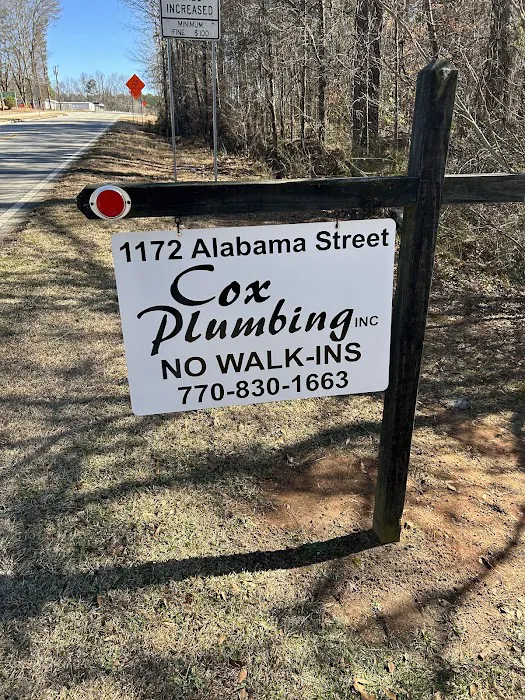 INCREASED
MINIMUM
FINE $100
1172 Alabama Street
Cox
Plumbing INC
NO WALK-INS
770-830-1663